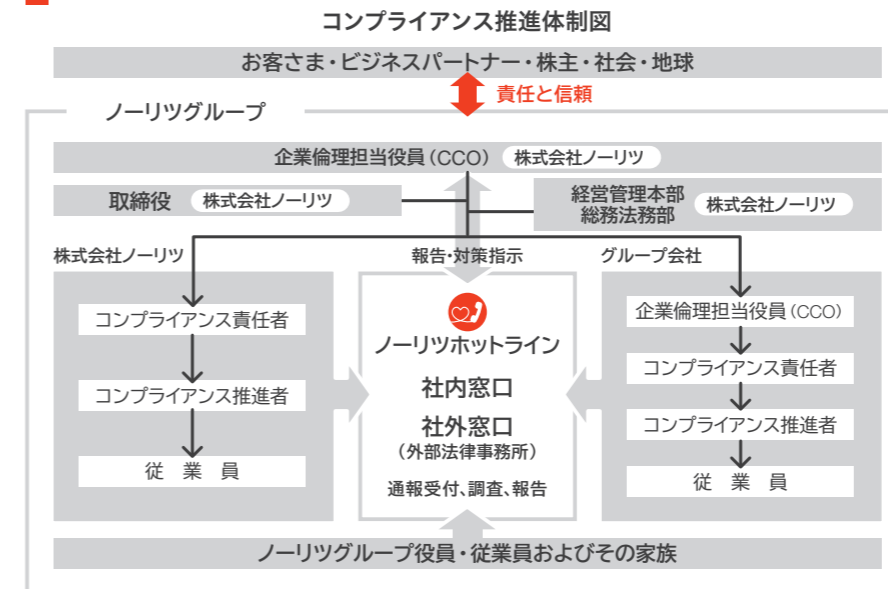 コンプライアンス推進体制図
お客さま・ビジネスパートナー・株主・社会・地球
責任と信頼
ノーリツグループ
企業倫理担当役員（CCO） 株式会社ノーリツ
取締役 株式会社ノーリツ
経営管理本部
総務法務部 株式会社ノーリツ
株式会社ノーリツ
コンプライアンス責任者
コンプライアンス推進者
従業員
報告・対策指示
ノーリツホットライン
社内窓口
社外窓口
（外部法律事務所）
通報受付、調査、報告
グループ会社
企業倫理担当役員（CCO）
コンプライアンス責任者
コンプライアンス推進者
従業員
ノーリツグループ役員・従業員およびその家族